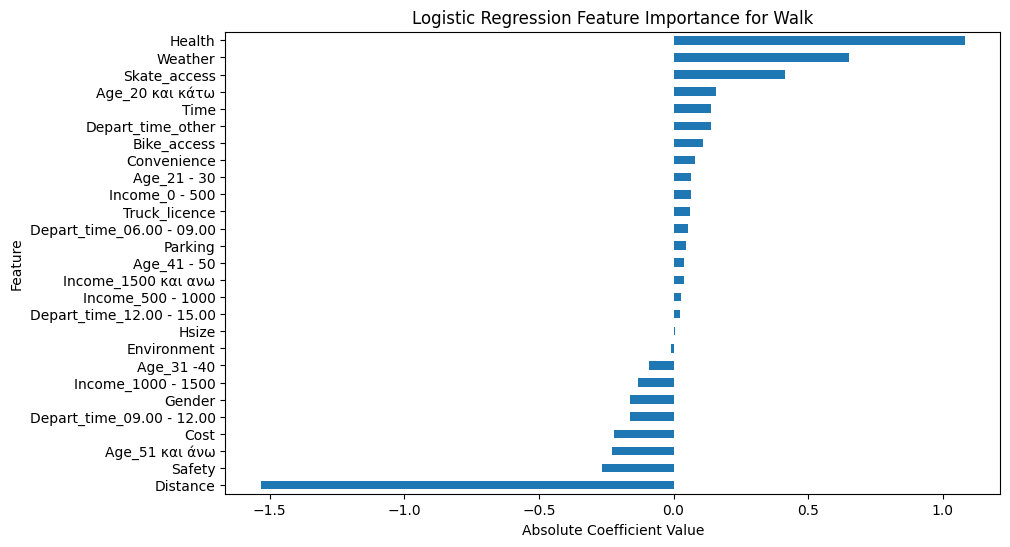 Logistic Regression Feature Importance for Walk
Health
Weather
Skate_access
Age_20 και κάτω
Time
Depart_time_other
Bike_access
Convenience
Age_21 - 30
Income_0 - 500
Truck_licence
Depart_time_06.00 - 09.00
Parking
Age_41 - 50
Income_1500 και ανω
Income_500 - 1000
Depart_time_12.00 - 15.00
Hsize
Environment
Age_31 -40
Income_1000 - 1500
Gender
Depart_time_09.00 - 12.00
Cost
Age_51 και άνω
Safety
Distance
Feature
−1.5 −1.0 −0.5 0.0 0.5 1.0
Absolute Coefficient Value